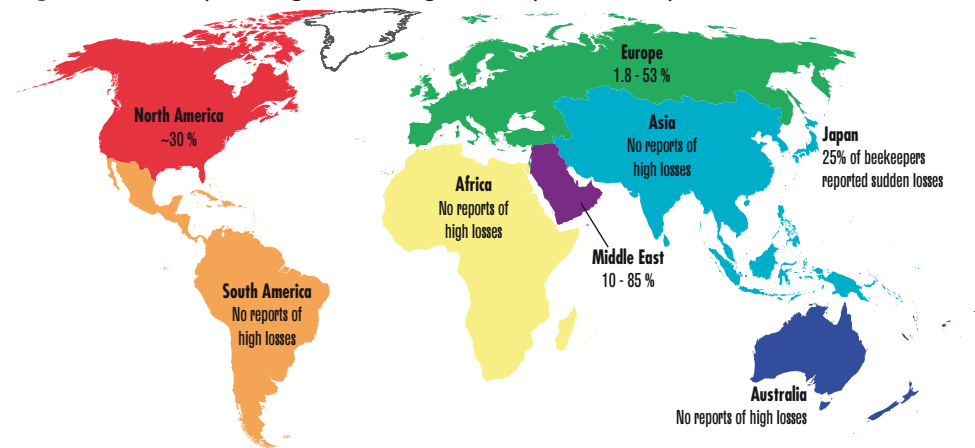 Europe
1.8 - 53 %
North America
~30 %
Asia
No reports of
high losses
Japan
25% of beekeepers
reported sudden losses
Africa
No reports of
high losses
Middle East
10 - 85 %
South America
No reports of
high losses
Australia
No reports of high losses